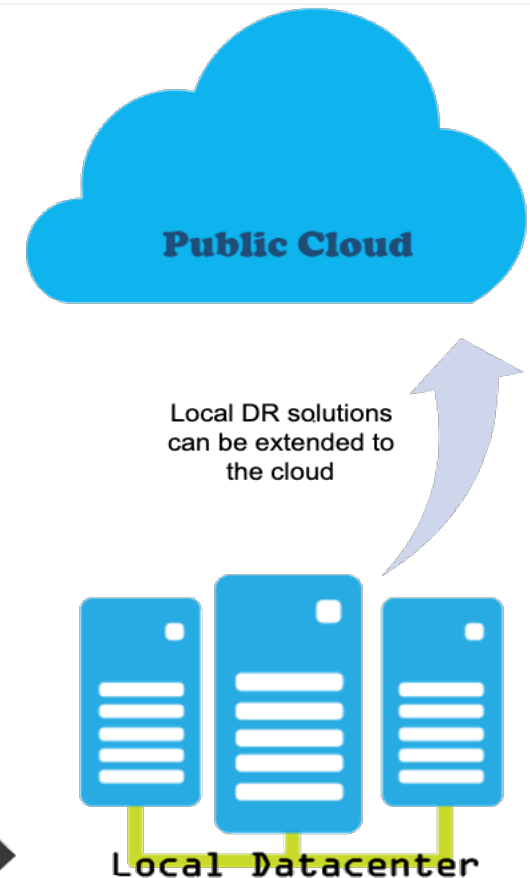 Public Cloud
Local DR solutions
can be extended to
the cloud
Local Datacenter